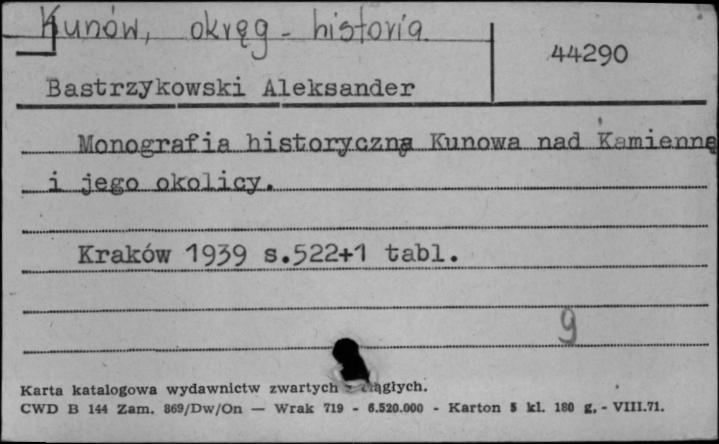 Kunów, okręg - historia.
44290
Bastrzykowski Aleksander
Monografia historyczna Kunowa nad Kamienną
i jego okolicy.
Kraków 1939 s.522+1 tabl.
g
Karta katalogowa wydawnictw zwartych
CWD B 144 Zam. 869/Dw/On — Wrak 719 - 6.520.000 - Karton 5 kl. 180 g, - VIII.71.